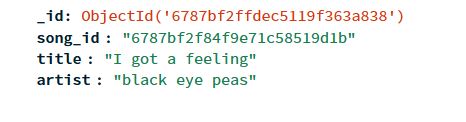 _id: ObjectId('6787bf2ffdec5119f363a838')
song_id : "6787bf2f84f9e71c58519d1b"
title : "I got a feeling"
artist : "black eye peas"